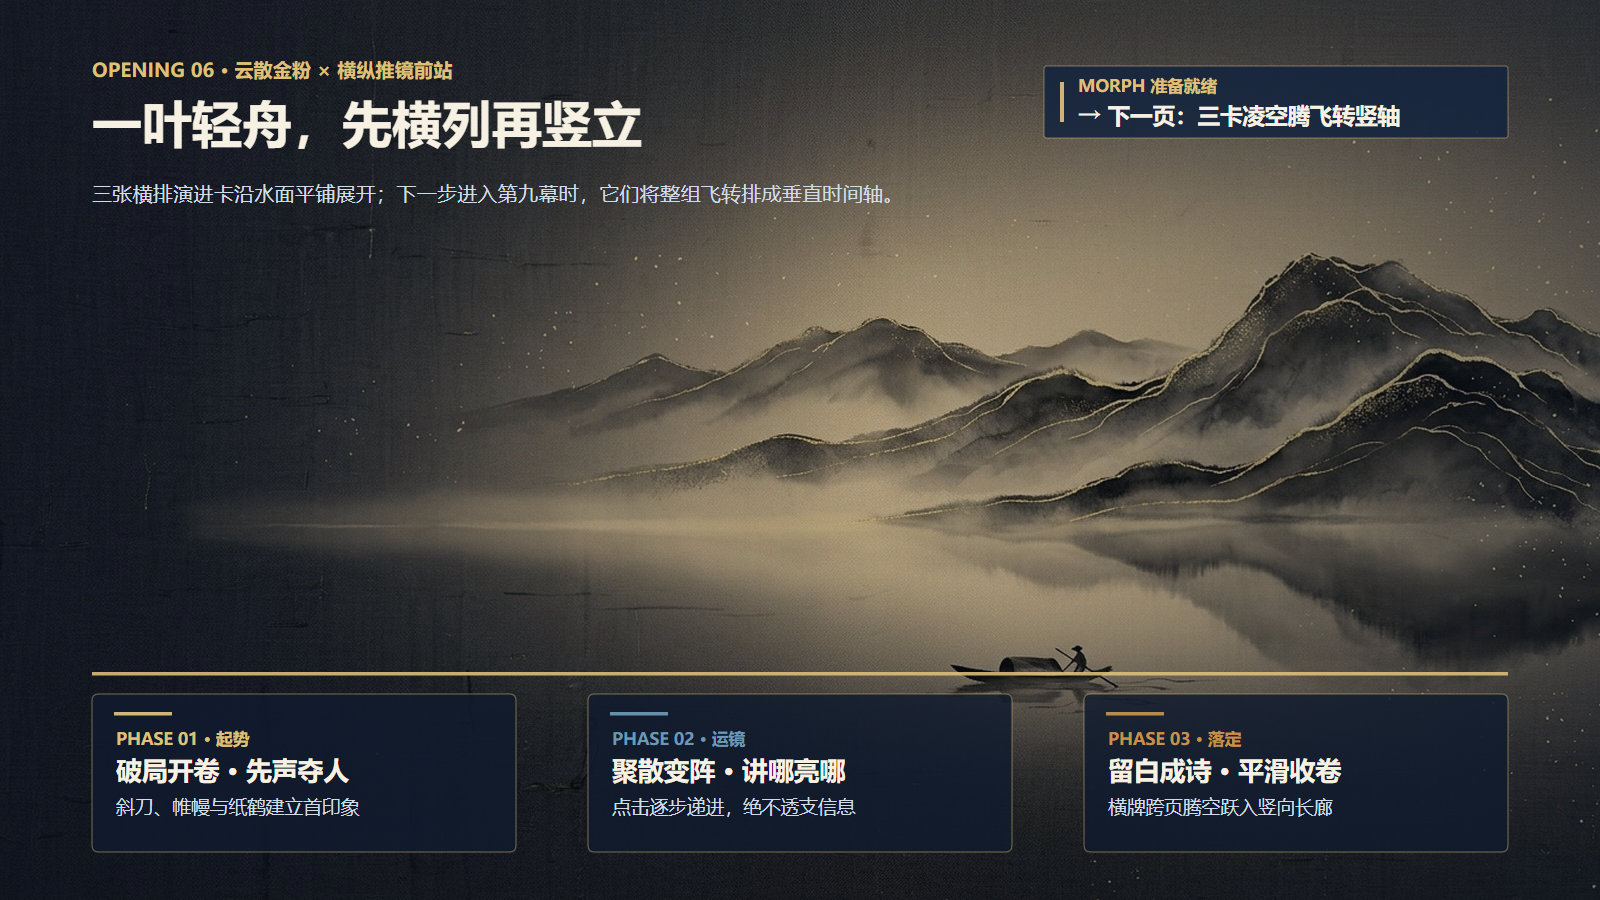 OPENING 06 · 云散金粉 × 横纵推镜前站
一叶轻舟，先横列再竖立
三张横排演进卡沿水面平铺展开；下一步进入第九幕时，它们将整组飞转排成垂直时间轴。
MORPH 准备就绪
→ 下一页：三卡凌空腾飞转竖轴
PHASE 01 · 起势
破局开卷 · 先声夺人
斜刀、帷幔与纸鹤建立首印象
PHASE 02 · 运镜
聚散变阵 · 讲哪亮哪
点击逐步递进，绝不透支信息
PHASE 03 · 落定
留白成诗 · 平滑收卷
横牌跨页腾空跃入竖向长廊